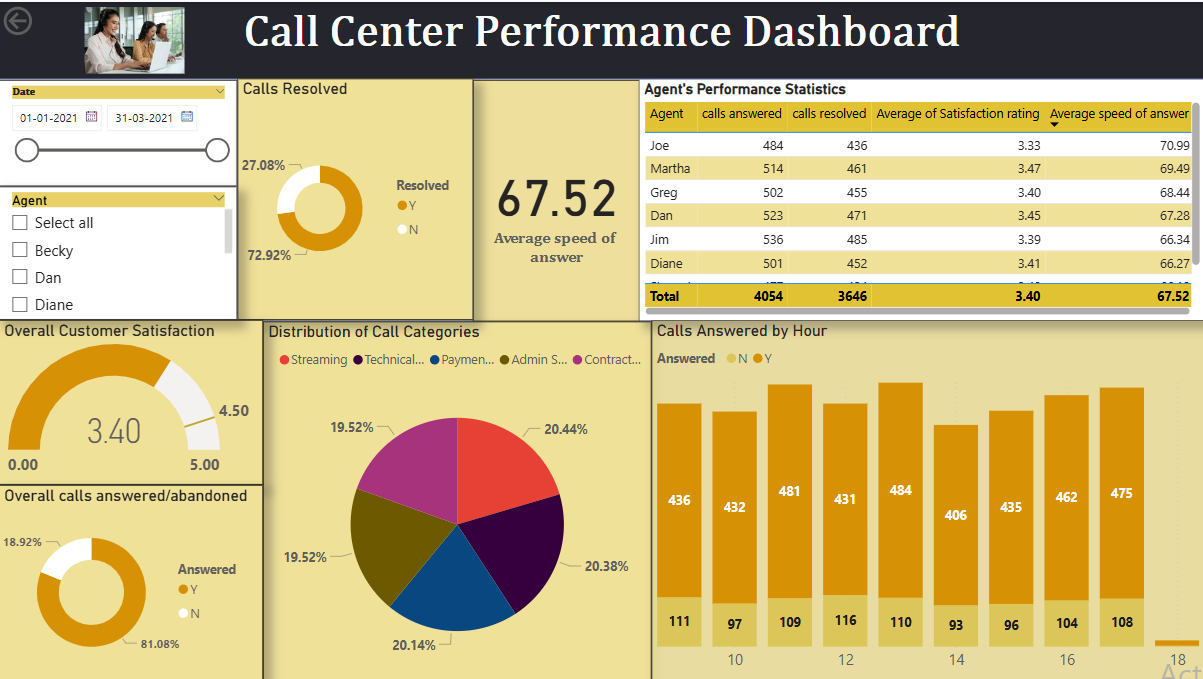 Call Center Performance Dashboard
Date
01-01-2021
31-03-2021
Agent
Select all
Becky
Dan
Diane
Calls Resolved
27.08%
72.92%
Resolved
Y
N
67.52
Average speed of
answer
Agent's Performance Statistics
Agent calls answered calls resolved Average of Satisfaction rating Average speed of answer
Joe 484 436 3.33 70.99
Martha 514 461 3.47 69.49
Greg 502 455 3.40 68.44
Dan 523 471 3.45 67.28
Jim 536 485 3.39 66.34
Diane 501 452 3.41 66.27
Total 4054 3646 3.40 67.52
Overall Customer Satisfaction
4.50
3.40
0.00 5.00
Overall calls answered/abandoned
18.92%
81.08%
Answered
Y
N
Distribution of Call Categories
Streaming Technical... Paymen... Admin S... Contract...
19.52% 20.44%
19.52% 20.38%
20.14%
Calls Answered by Hour
Answered N Y
436 432 481 431 484 406 435 462 475
111 97 109 116 110 93 96 104 108
10 12 14 16 18
Act